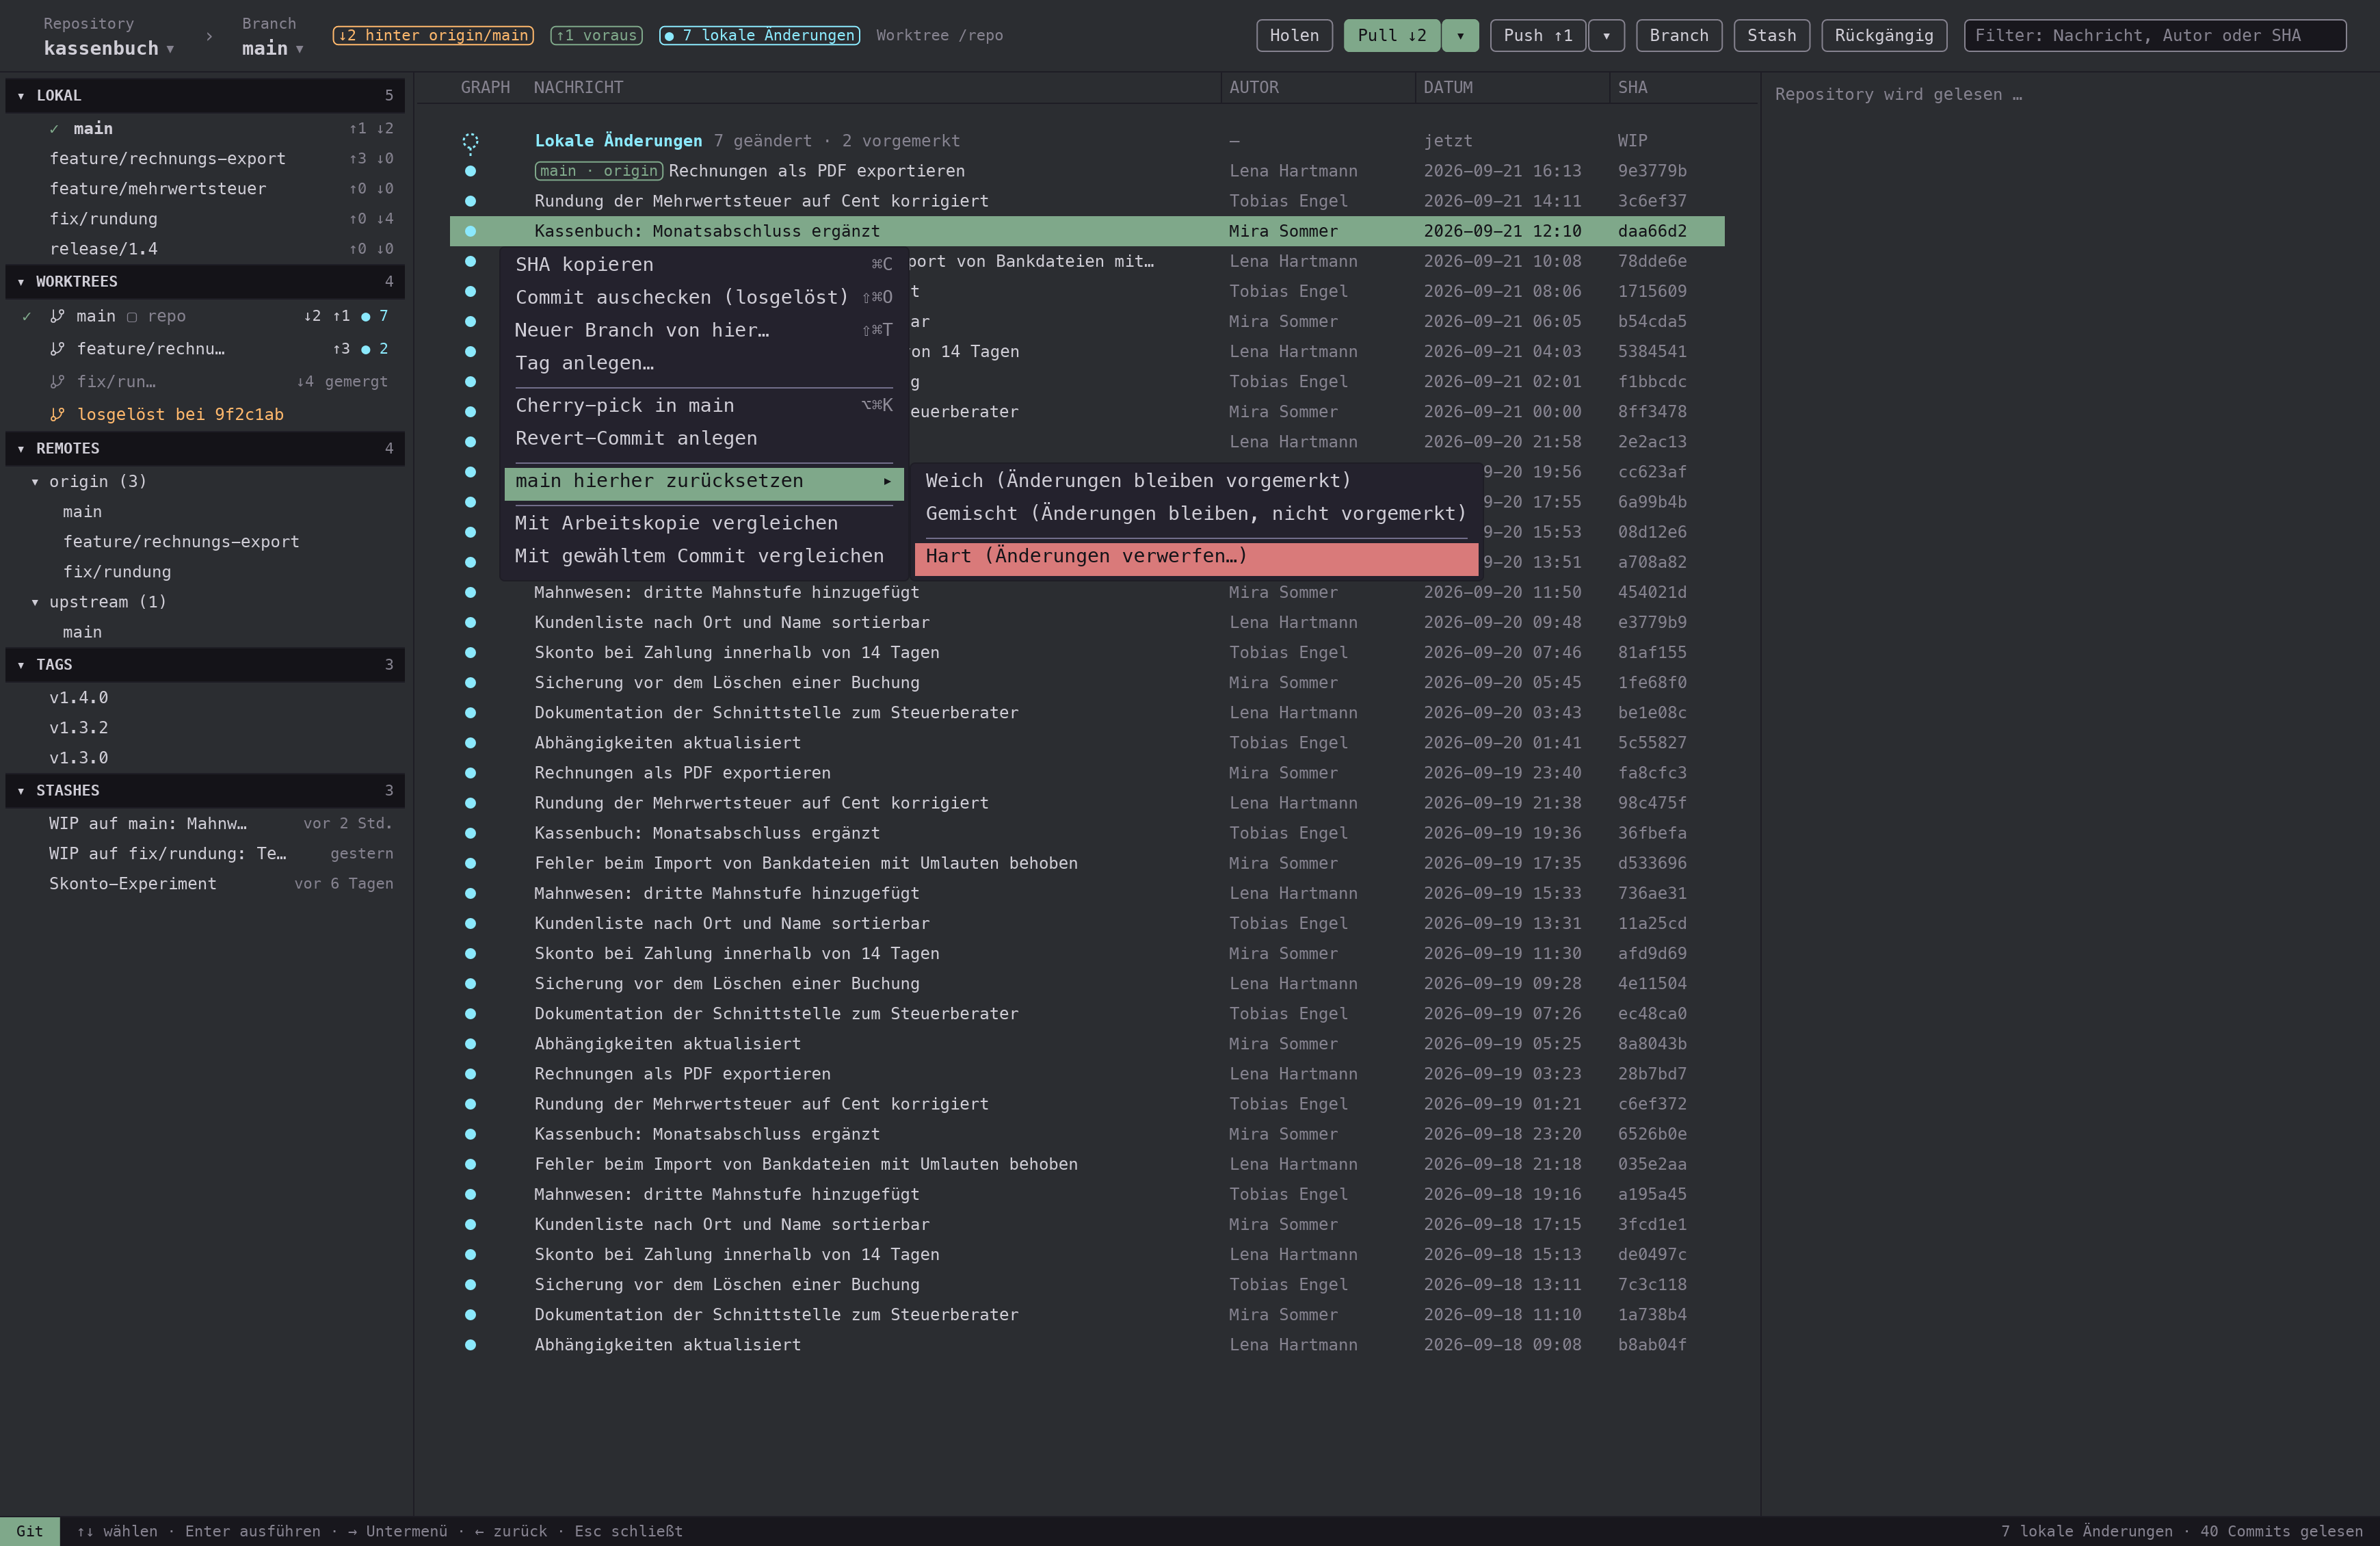 Repository
kassenbuch ▾
›
Branch
main ▾
↓2 hinter origin/main ↑1 voraus ● 7 lokale Änderungen Worktree /repo
Holen Pull ↓2 ▾ Push ↑1 ▾ Branch Stash Rückgängig Filter: Nachricht, Autor oder SHA
▾ LOKAL 5
✓ main ↑1 ↓2
feature/rechnungs-export ↑3 ↓0
feature/mehrwertsteuer ↑0 ↓0
fix/rundung ↑0 ↓4
release/1.4 ↑0 ↓0
▾ WORKTREES 4
✓ main ▢ repo ↓2 ↑1 ● 7
feature/rechnu… ↑3 ● 2
fix/run… ↓4 gemergt
losgelöst bei 9f2c1ab
▾ REMOTES 4
▾ origin (3)
main
feature/rechnungs-export
fix/rundung
▾ upstream (1)
main
▾ TAGS 3
v1.4.0
v1.3.2
v1.3.0
▾ STASHES 3
WIP auf main: Mahnw… vor 2 Std.
WIP auf fix/rundung: Te… gestern
Skonto-Experiment vor 6 Tagen
GRAPH NACHRICHT AUTOR DATUM SHA
Lokale Änderungen 7 geändert · 2 vorgemerkt — jetzt WIP
main · origin Rechnungen als PDF exportieren Lena Hartmann 2026-09-21 16:13 9e3779b
Rundung der Mehrwertsteuer auf Cent korrigiert Tobias Engel 2026-09-21 14:11 3c6ef37
Kassenbuch: Monatsabschluss ergänzt Mira Sommer 2026-09-21 12:10 daa66d2
port von Bankdateien mit… Lena Hartmann 2026-09-21 10:08 78dde6e
t Tobias Engel 2026-09-21 08:06 1715609
ar Mira Sommer 2026-09-21 06:05 b54cda5
on 14 Tagen Lena Hartmann 2026-09-21 04:03 5384541
g Tobias Engel 2026-09-21 02:01 f1bbcdc
euerberater Mira Sommer 2026-09-21 00:00 8ff3478
Lena Hartmann 2026-09-20 21:58 2e2ac13
9-20 19:56 cc623af
9-20 17:55 6a99b4b
9-20 15:53 08d12e6
9-20 13:51 a708a82
SHA kopieren ⌘C
Commit auschecken (losgelöst) ⇧⌘O
Neuer Branch von hier… ⇧⌘T
Tag anlegen…
Cherry-pick in main ⌥⌘K
Revert-Commit anlegen
main hierher zurücksetzen ▸
Mit Arbeitskopie vergleichen
Mit gewähltem Commit vergleichen
Weich (Änderungen bleiben vorgemerkt)
Gemischt (Änderungen bleiben, nicht vorgemerkt)
Hart (Änderungen verwerfen…)
Mahnwesen: dritte Mahnstufe hinzugefügt Mira Sommer 2026-09-20 11:50 454021d
Kundenliste nach Ort und Name sortierbar Lena Hartmann 2026-09-20 09:48 e3779b9
Skonto bei Zahlung innerhalb von 14 Tagen Tobias Engel 2026-09-20 07:46 81af155
Sicherung vor dem Löschen einer Buchung Mira Sommer 2026-09-20 05:45 1fe68f0
Dokumentation der Schnittstelle zum Steuerberater Lena Hartmann 2026-09-20 03:43 be1e08c
Abhängigkeiten aktualisiert Tobias Engel 2026-09-20 01:41 5c55827
Rechnungen als PDF exportieren Mira Sommer 2026-09-19 23:40 fa8cfc3
Rundung der Mehrwertsteuer auf Cent korrigiert Lena Hartmann 2026-09-19 21:38 98c475f
Kassenbuch: Monatsabschluss ergänzt Tobias Engel 2026-09-19 19:36 36fbefa
Fehler beim Import von Bankdateien mit Umlauten behoben Mira Sommer 2026-09-19 17:35 d533696
Mahnwesen: dritte Mahnstufe hinzugefügt Lena Hartmann 2026-09-19 15:33 736ae31
Kundenliste nach Ort und Name sortierbar Tobias Engel 2026-09-19 13:31 11a25cd
Skonto bei Zahlung innerhalb von 14 Tagen Mira Sommer 2026-09-19 11:30 afd9d69
Sicherung vor dem Löschen einer Buchung Lena Hartmann 2026-09-19 09:28 4e11504
Dokumentation der Schnittstelle zum Steuerberater Tobias Engel 2026-09-19 07:26 ec48ca0
Abhängigkeiten aktualisiert Mira Sommer 2026-09-19 05:25 8a8043b
Rechnungen als PDF exportieren Lena Hartmann 2026-09-19 03:23 28b7bd7
Rundung der Mehrwertsteuer auf Cent korrigiert Tobias Engel 2026-09-19 01:21 c6ef372
Kassenbuch: Monatsabschluss ergänzt Mira Sommer 2026-09-18 23:20 6526b0e
Fehler beim Import von Bankdateien mit Umlauten behoben Lena Hartmann 2026-09-18 21:18 035e2aa
Mahnwesen: dritte Mahnstufe hinzugefügt Tobias Engel 2026-09-18 19:16 a195a45
Kundenliste nach Ort und Name sortierbar Mira Sommer 2026-09-18 17:15 3fcd1e1
Skonto bei Zahlung innerhalb von 14 Tagen Lena Hartmann 2026-09-18 15:13 de0497c
Sicherung vor dem Löschen einer Buchung Tobias Engel 2026-09-18 13:11 7c3c118
Dokumentation der Schnittstelle zum Steuerberater Mira Sommer 2026-09-18 11:10 1a738b4
Abhängigkeiten aktualisiert Lena Hartmann 2026-09-18 09:08 b8ab04f
Repository wird gelesen …
Git ↑↓ wählen · Enter ausführen · → Untermenü · ← zurück · Esc schließt
7 lokale Änderungen · 40 Commits gelesen